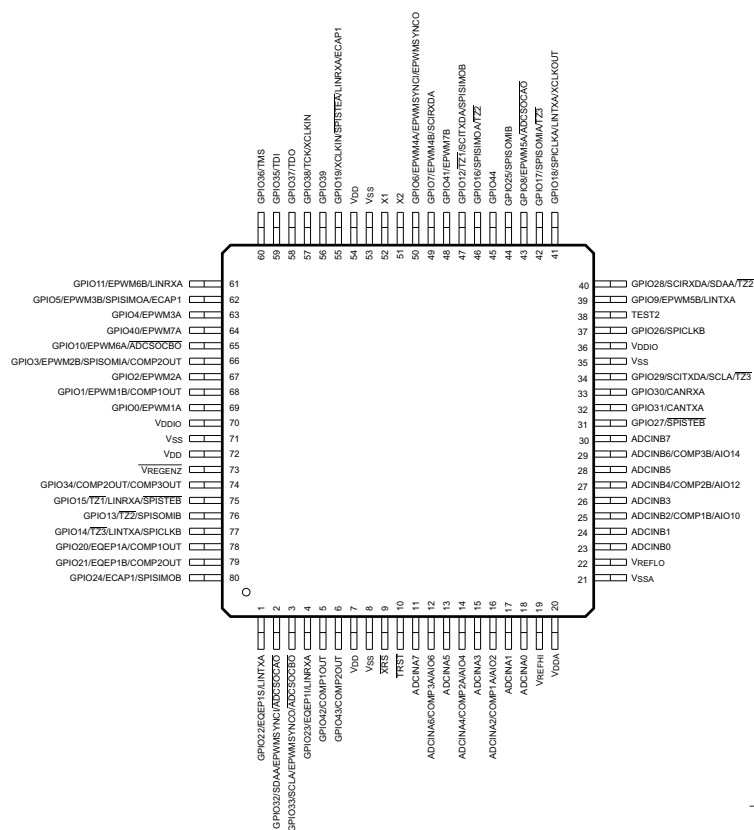 GPIO36/TMS
GPIO35/TDI
GPIO37/TDO
GPIO38/TCK/XCLKIN
GPIO39
GPIO19/XCLKIN/SPISTEA/LINRXA/ECAP1
VDD
VSS
X1
X2
GPIO6/EPWM4A/EPWMSYNCI/EPWMSYNCO
GPIO7/EPWM4B/SCIRXDA
GPIO41/EPWM7B
GPIO12/TZ1/SCITXDA/SPISIMOB
GPIO16/SPISIMOA/TZ2
GPIO44
GPIO25/SPISOMIB
GPIO8/EPWM5A/ADCSOCAO
GPIO17/SPISOMIA/TZ3
GPIO18/SPICLKA/LINTXA/XCLKOUT
60 59 58 57 56 55 54 53 52 51 50 49 48 47 46 45 44 43 42 41
GPIO11/EPWM6B/LINRXA 61
GPIO5/EPWM3B/SPISIMOA/ECAP1 62
GPIO4/EPWM3A 63
GPIO40/EPWM7A 64
GPIO10/EPWM6A/ADCSOCBO 65
GPIO3/EPWM2B/SPISOMIA/COMP2OUT 66
GPIO2/EPWM2A 67
GPIO1/EPWM1B/COMP1OUT 68
GPIO0/EPWM1A 69
VDDIO 70
VSS 71
VDD 72
VREGENZ 73
GPIO34/COMP2OUT/COMP3OUT 74
GPIO15/TZ1/LINRXA/SPISTEB 75
GPIO13/TZ2/SPISOMIB 76
GPIO14/TZ3/LINTXA/SPICLKB 77
GPIO20/EQEP1A/COMP1OUT 78
GPIO21/EQEP1B/COMP2OUT 79
GPIO24/ECAP1/SPISIMOB 80
40 GPIO28/SCIRXDA/SDAA/TZ2
39 GPIO9/EPWM5B/LINTXA
38 TEST2
37 GPIO26/SPICLKB
36 VDDIO
35 VSS
34 GPIO29/SCITXDA/SCLA/TZ3
33 GPIO30/CANRXA
32 GPIO31/CANTXA
31 GPIO27/SPISTEB
30 ADCINB7
29 ADCINB6/COMP3B/AIO14
28 ADCINB5
27 ADCINB4/COMP2B/AIO12
26 ADCINB3
25 ADCINB2/COMP1B/AIO10
24 ADCINB1
23 ADCINB0
22 VREFLO
21 VSSA
1 2 3 4 5 6 7 8 9 10 11 12 13 14 15 16 17 18 19 20
GPIO22/EQEP1S/LINTXA
GPIO32/SDAA/EPWMSYNCI/ADCSOCAO
GPIO33/SCLA/EPWMSYNCO/ADCSOCBO
GPIO23/EQEP1I/LINRXA
GPIO42/COMP1OUT
GPIO43/COMP2OUT
VDD
VSS
XRS
TRST
ADCINA7
ADCINA6/COMP3A/AIO6
ADCINA5
ADCINA4/COMP2A/AIO4
ADCINA3
ADCINA2/COMP1A/AIO2
ADCINA1
ADCINA0
VREFHI
VDDA